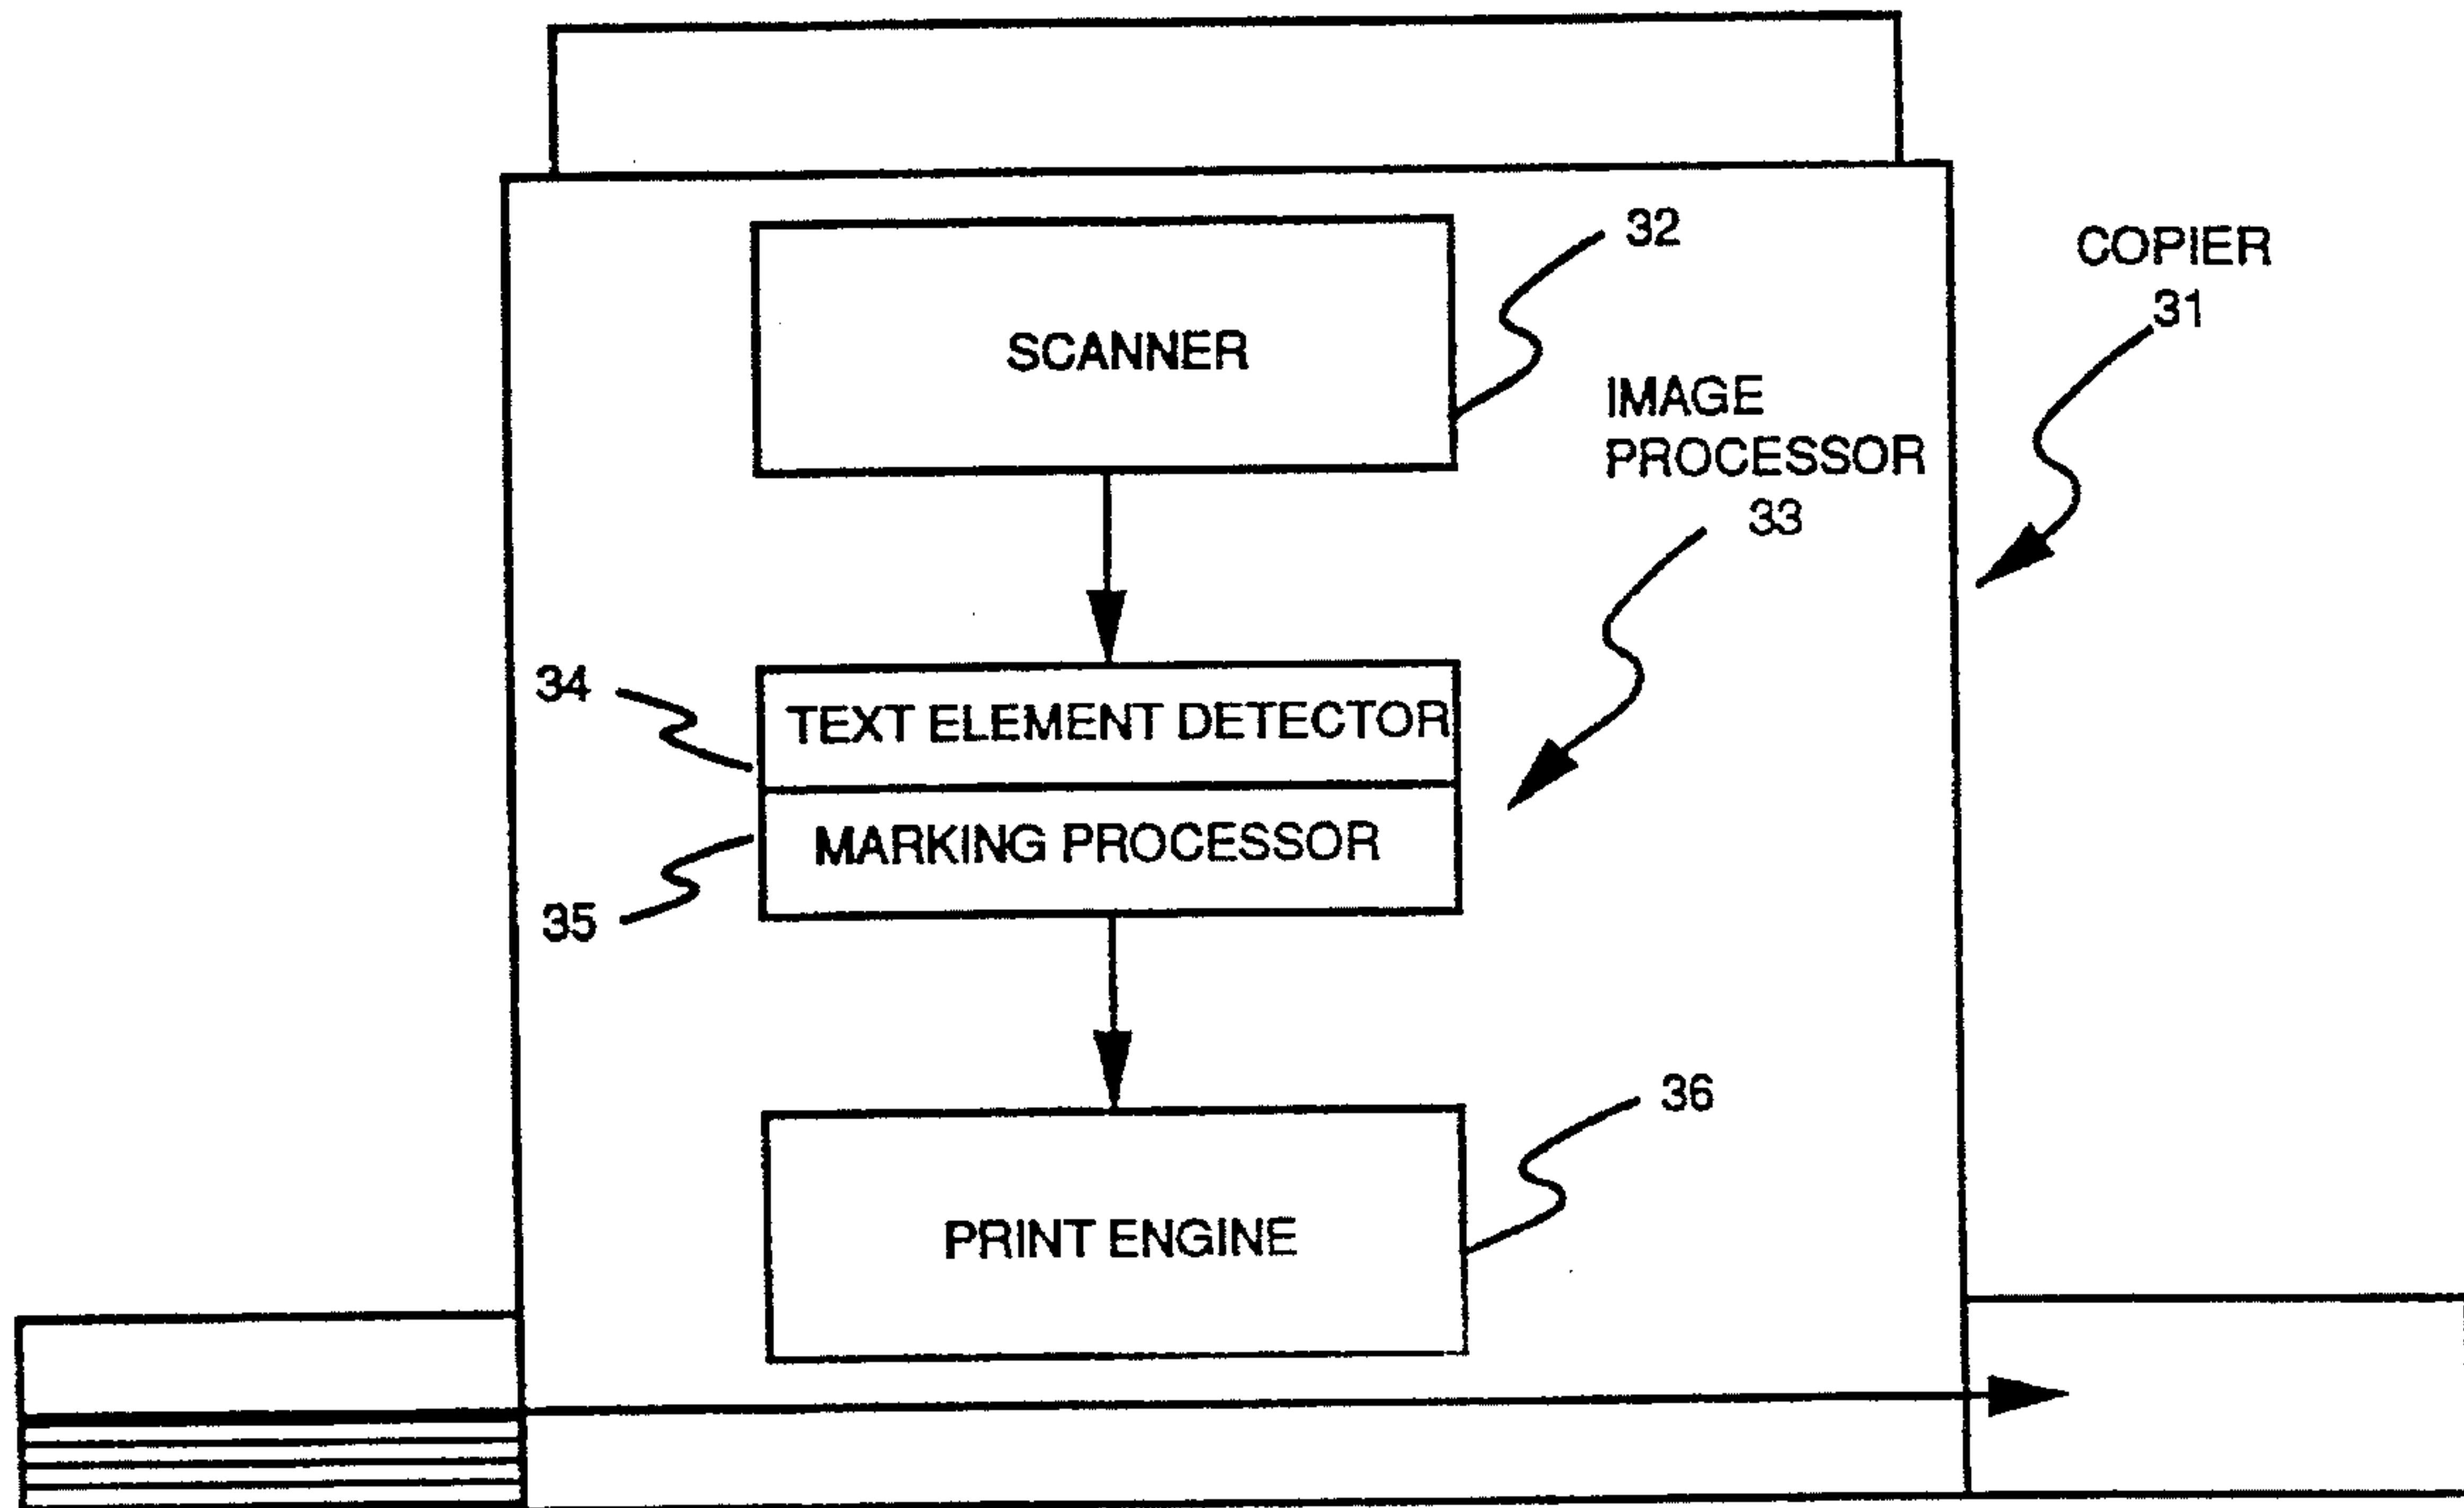 32
COPIER
31
SCANNER
IMAGE
PROCESSOR
33
34
TEXT ELEMENT DETECTOR
MARKING PROCESSOR
35
36
PRINT ENGINE